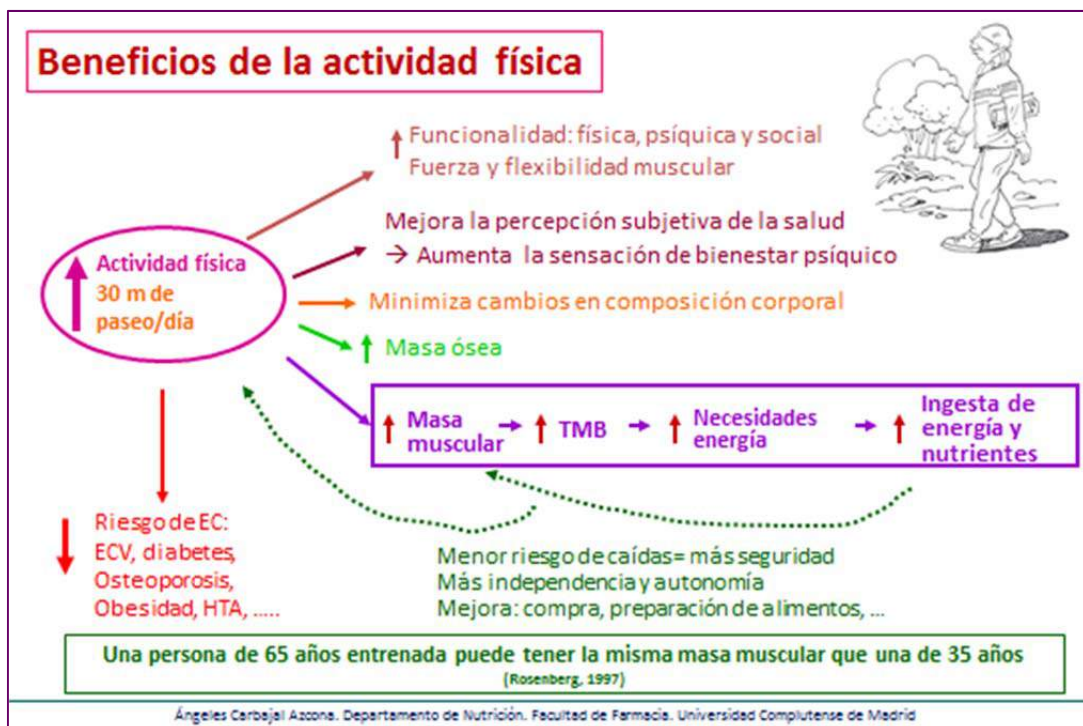 Beneficios de la actividad física
Funcionalidad: física, psíquica y social
Fuerza y flexibilidad muscular
Mejora la percepción subjetiva de la salud
→ Aumenta la sensación de bienestar psíquico
Actividad física
30 m de
paseo/día
Minimiza cambios en composición corporal
Masa ósea
Masa
muscular
TMB
Necesidades
energía
Ingesta de
energía y
nutrientes
Riesgo de EC:
ECV, diabetes,
Osteoporosis,
Obesidad, HTA, .....
Menor riesgo de caídas= más seguridad
Más independencia y autonomía
Mejora: compra, preparación de alimentos, ...
Una persona de 65 años entrenada puede tener la misma masa muscular que una de 35 años
(Rosenberg, 1997)
Ángeles Carbajal Azcona. Departamento de Nutrición. Facultad de Farmacia. Universidad Complutense de Madrid